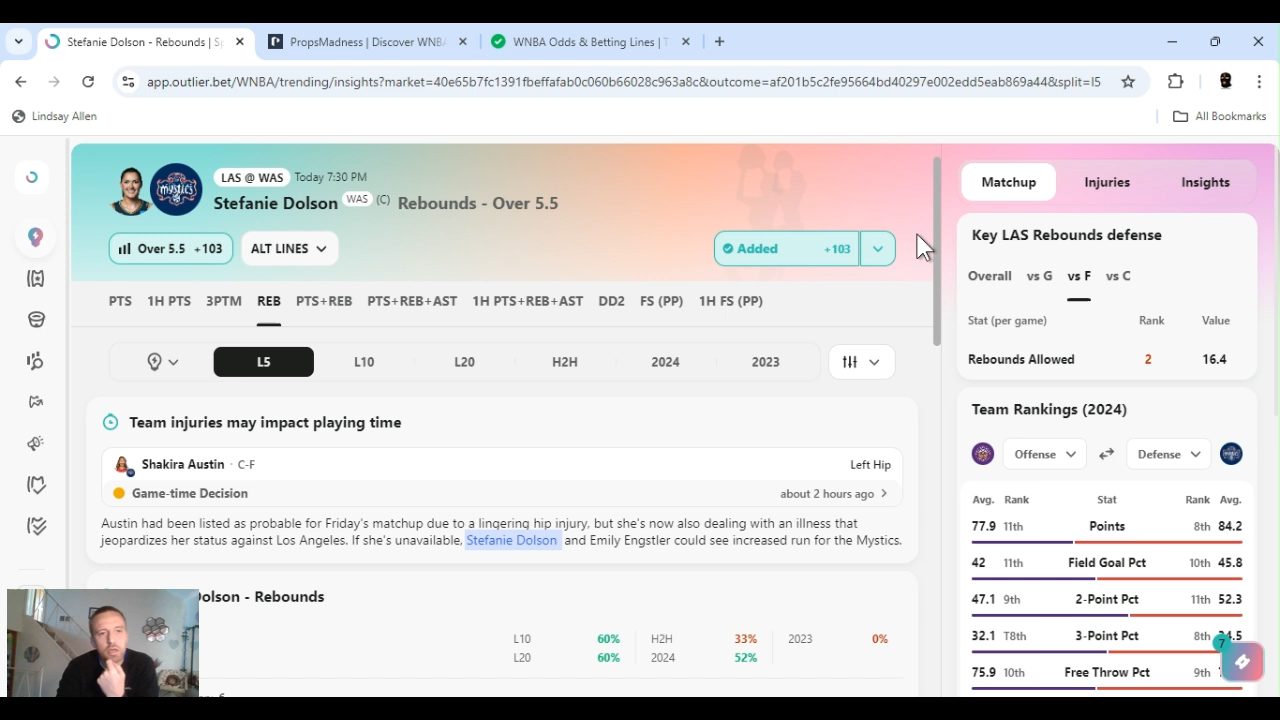 Stefanie Dolson - Rebounds | S
PropsMadness | Discover WNB
WNBA Odds & Betting Lines | T
app.outlier.bet/WNBA/trending/insights?market=40e65b7fc1391fbeffafab0c060b66028c963a8c&outcome=af201b5c2fe95664bd40297e002edd5eab869a44&split=l5
Lindsay Allen
All Bookmarks
LAS @ WAS Today 7:30 PM
Stefanie Dolson WAS (C) Rebounds - Over 5.5
Over 5.5 +103 ALT LINES
Added +103
PTS 1H PTS 3PTM REB PTS+REB PTS+REB+AST 1H PTS+REB+AST DD2 FS (PP) 1H FS (PP)
L5 L10 L20 H2H 2024 2023
Team injuries may impact playing time
Shakira Austin · C-F Left Hip
Game-time Decision about 2 hours ago
Austin had been listed as probable for Friday's matchup due to a lingering hip injury, but she's now also dealing with an illness that
jeopardizes her status against Los Angeles. If she's unavailable, Stefanie Dolson and Emily Engstler could see increased run for the Mystics.
Dolson - Rebounds
L10 60% H2H 33% 2023 0%
L20 60% 2024 52%
Matchup Injuries Insights
Key LAS Rebounds defense
Overall vs G vs F vs C
Stat (per game) Rank Value
Rebounds Allowed 2 16.4
Team Rankings (2024)
Offense Defense
Avg. Rank Stat Rank Avg.
77.9 11th Points 8th 84.2
42 11th Field Goal Pct 10th 45.8
47.1 9th 2-Point Pct 11th 52.3
32.1 T8th 3-Point Pct 8th
75.9 10th Free Throw Pct 9th
7
mystics